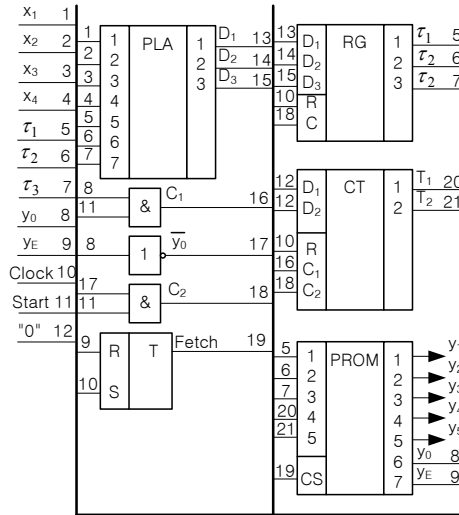 x1 1
x2 2
x3 3
x4 4
τ1 5
τ2 6
τ3 7
y0 8
yE 9
Clock 10
Start 11
"0" 12
1 1 PLA 1 D1 13
2 2 2 D2 14
3 3 3 D3 15
4 4
5 5
6 6
7 7
8 & C1 16
11
8 1 y0 17
17 & C2 18
11
9 R T Fetch 19
10 S
13 D1 RG 1 τ1 5
14 D2 2 τ2 6
15 D3 3 τ2 7
10 R
18 C
12 D1 CT 1 T1 20
12 D2 2 T2 21
10 R
16 C1
18 C2
5 1 PROM 1 y1
6 2 2 y2
7 3 3 y3
20 4 4 y4
21 5 5 y5
6 y0 8
7 yE 9
19 CS